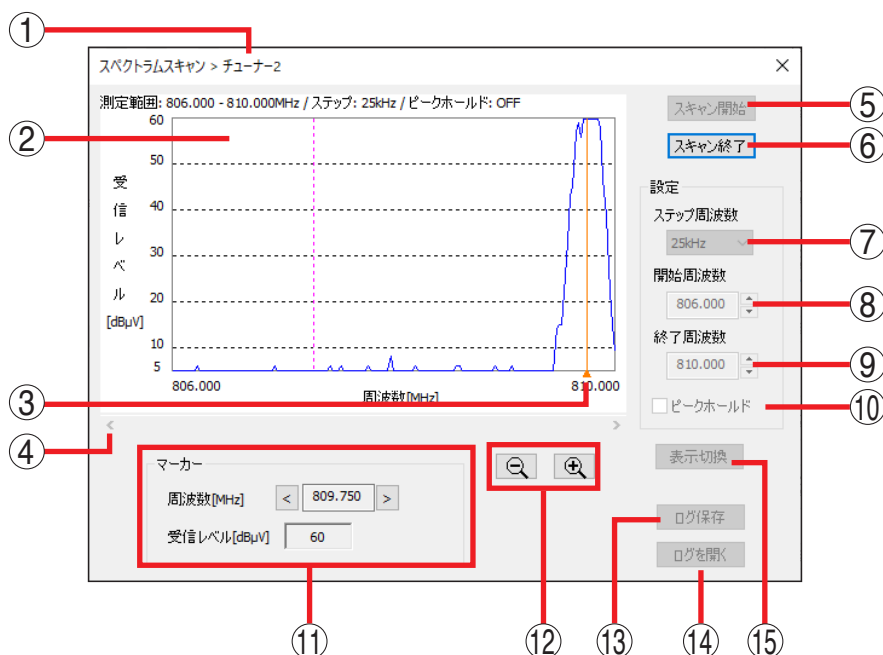 ①
スペクトラムスキャン > チューナー2
測定範囲: 806.000 - 810.000MHz / ステップ: 25kHz / ピークホールド: OFF
②
受信レベル
[dBμV]
60
50
40
30
20
10
5
806.000
810.000
周波数[MHz]
③
④
<
>
スキャン開始
⑤
スキャン終了
⑥
設定
ステップ周波数
25kHz
⑦
開始周波数
806.000
⑧
終了周波数
810.000
⑨
ピークホールド
⑩
マーカー
周波数[MHz] < 809.750 >
受信レベル[dBμV] 60
表示切換
ログ保存
ログを開く
⑪
⑫
⑬
⑭
⑮